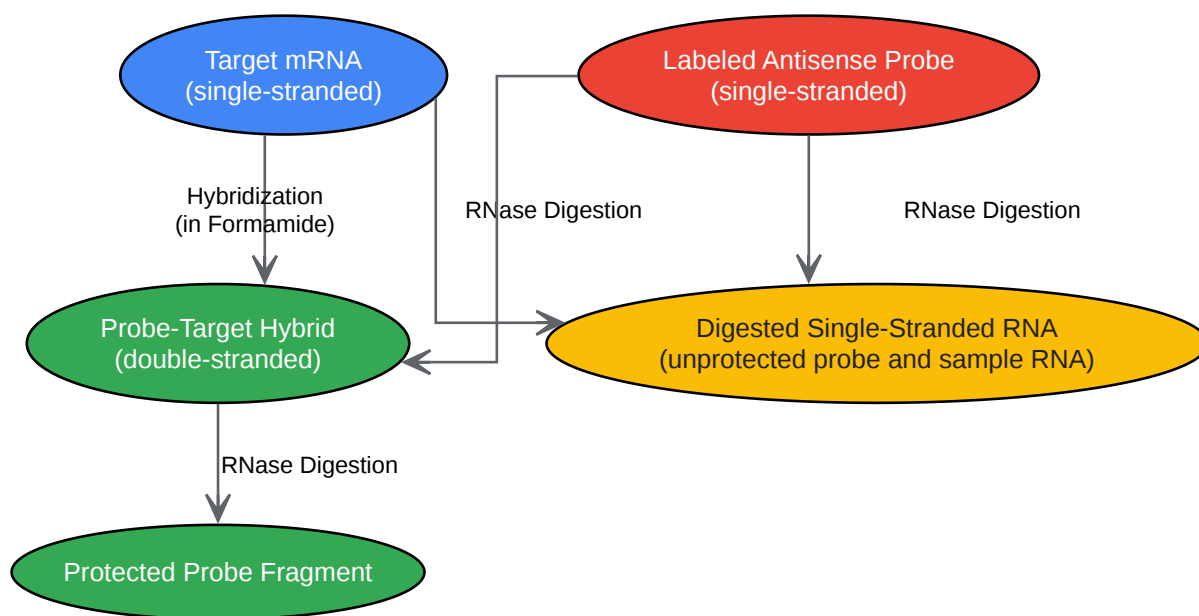 Target mRNA
(single-stranded)
Labeled Antisense Probe
(single-stranded)
Hybridization
(in Formamide)
RNase Digestion
RNase Digestion
Probe-Target Hybrid
(double-stranded)
Digested Single-Stranded RNA
(unprotected probe and sample RNA)
RNase Digestion
Protected Probe Fragment